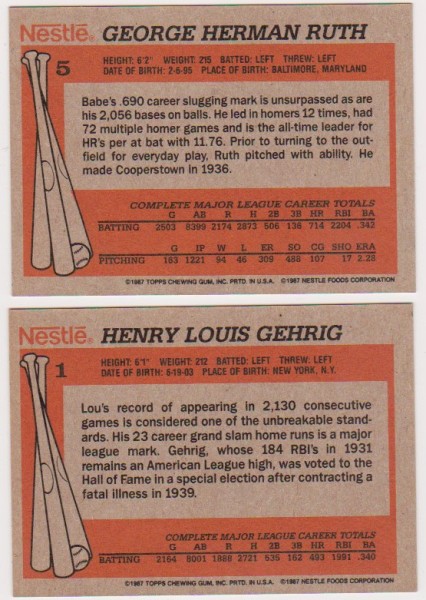 Nestlé® GEORGE HERMAN RUTH
5
HEIGHT: 6'2" WEIGHT: 215 BATTED: LEFT THREW: LEFT
DATE OF BIRTH: 2-6-95 PLACE OF BIRTH: BALTIMORE, MARYLAND
Babe's .690 career slugging mark is unsurpassed as are
his 2,056 bases on balls. He led in homers 12 times, had
72 multiple homer games and is the all-time leader for
HR's per at bat with 11.76. Prior to turning to the out-
field for everyday play, Ruth pitched with ability. He
made Cooperstown in 1936.
COMPLETE MAJOR LEAGUE CAREER TOTALS
G AB R H 2B 3B HR RBI BA
BATTING 2503 8399 2174 2873 506 136 714 2204 .342
G IP W L ER SO CG SHO ERA
PITCHING 163 1221 94 46 309 488 107 17 2.28
©1987 TOPPS CHEWING GUM, INC. PRTD. IN U.S.A. ©1987 NESTLE FOODS CORPORATION
Nestlé® HENRY LOUIS GEHRIG
1
HEIGHT: 6'1" WEIGHT: 212 BATTED: LEFT THREW: LEFT
DATE OF BIRTH: 6-19-03 PLACE OF BIRTH: NEW YORK, N.Y.
Lou's record of appearing in 2,130 consecutive
games is considered one of the unbreakable stand-
ards. His 23 career grand slam home runs is a major
league mark. Gehrig, whose 184 RBI's in 1931
remains an American League high, was voted to the
Hall of Fame in a special election after contracting a
fatal illness in 1939.
COMPLETE MAJOR LEAGUE CAREER TOTALS
G AB R H 2B 3B HR RBI BA
BATTING 2164 8001 1888 2721 535 162 493 1991 .340
©1987 TOPPS CHEWING GUM, INC. PRTD. IN U.S.A. ©1987 NESTLE FOODS CORPORATION